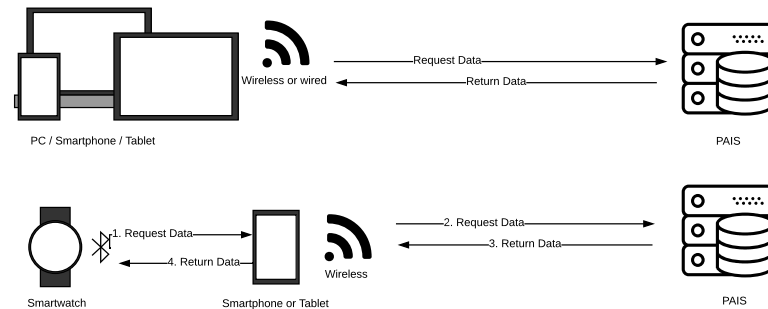 Wireless or wired
Request Data
Return Data
PC / Smartphone / Tablet
PAIS
1. Request Data
4. Return Data
2. Request Data
3. Return Data
Wireless
Smartwatch
Smartphone or Tablet
PAIS